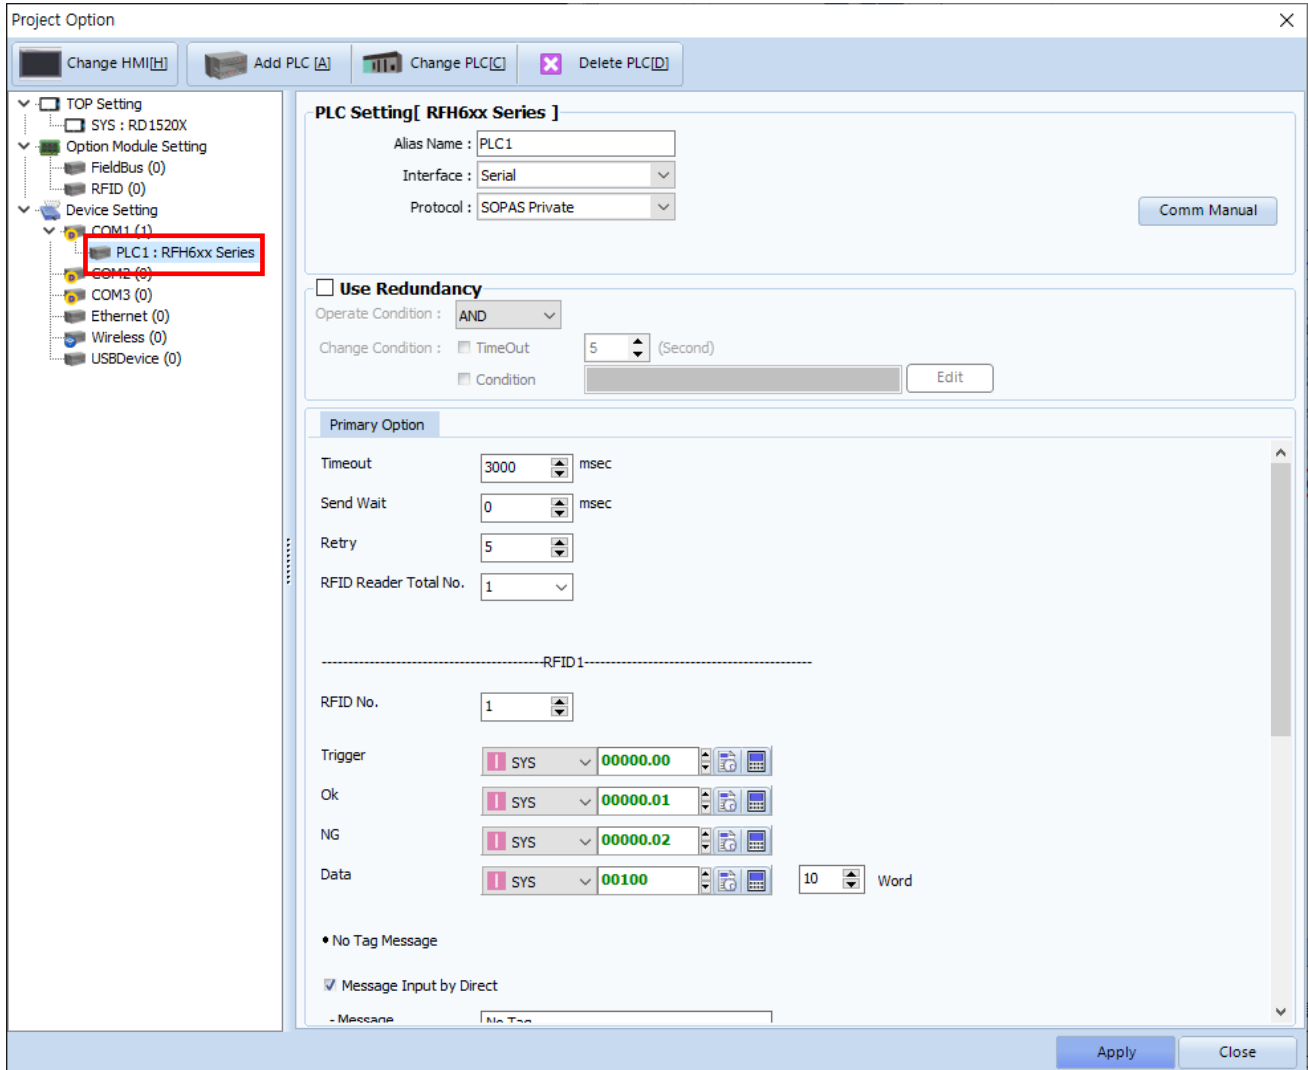 Project Option
Change HMI[H]
Add PLC [A]
Change PLC[C]
Delete PLC[D]
TOP Setting
SYS : RD1520X
Option Module Setting
FieldBus (0)
RFID (0)
Device Setting
COM1 (1)
PLC1 : RFH6xx Series
COM2 (0)
COM3 (0)
Ethernet (0)
Wireless (0)
USBDevice (0)
PLC Setting[ RFH6xx Series ]
Alias Name : PLC1
Interface : Serial
Protocol : SOPAS Private
Comm Manual
Use Redundancy
Operate Condition : AND
Change Condition : TimeOut 5 (Second)
Condition Edit
Primary Option
Timeout 3000 msec
Send Wait 0 msec
Retry 5
RFID Reader Total No. 1
RFID1
RFID No. 1
Trigger SYS 00000.00
Ok SYS 00000.01
NG SYS 00000.02
Data SYS 00100 10 Word
• No Tag Message
Message Input by Direct
- Message No Tag
Apply
Close